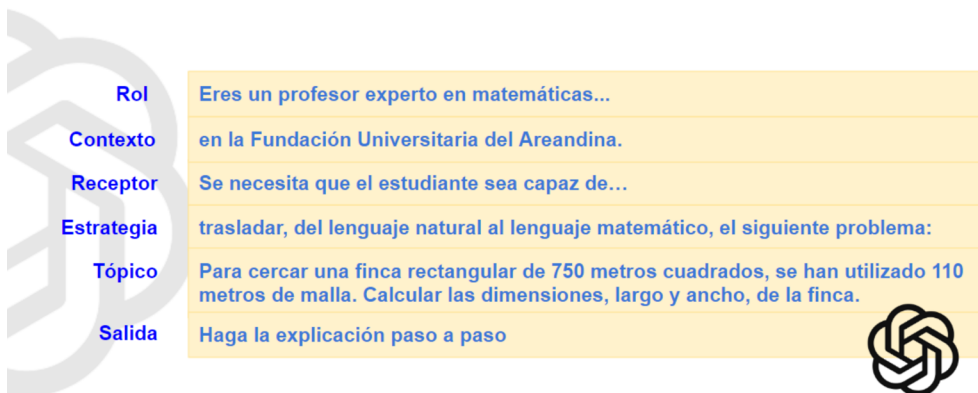 Rol
Eres un profesor experto en matemáticas...
Contexto
en la Fundación Universitaria del Areandina.
Receptor
Se necesita que el estudiante sea capaz de…
Estrategia
trasladar, del lenguaje natural al lenguaje matemático, el siguiente problema:
Tópico
Para cercar una finca rectangular de 750 metros cuadrados, se han utilizado 110
metros de malla. Calcular las dimensiones, largo y ancho, de la finca.
Salida
Haga la explicación paso a paso